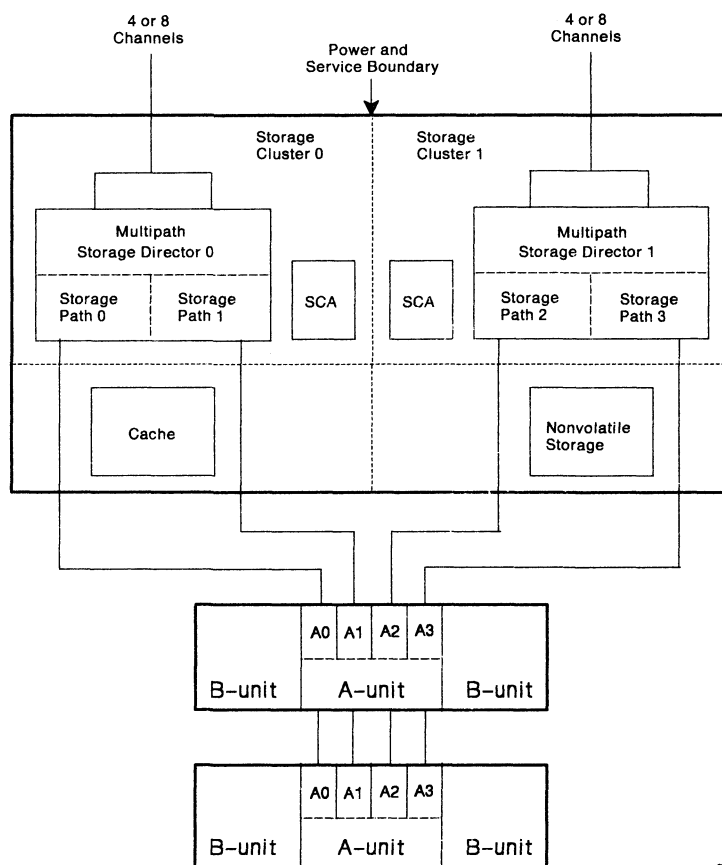 4 or 8
Channels
Power and
Service Boundary
4 or 8
Channels
Storage
Cluster 0
Storage
Cluster 1
Multipath
Storage Director 0
Storage
Path 0
Storage
Path 1
SCA
SCA
Multipath
Storage Director 1
Storage
Path 2
Storage
Path 3
Cache
Nonvolatile
Storage
A0
A1
A2
A3
B-unit
A-unit
B-unit
A0
A1
A2
A3
B-unit
A-unit
B-unit